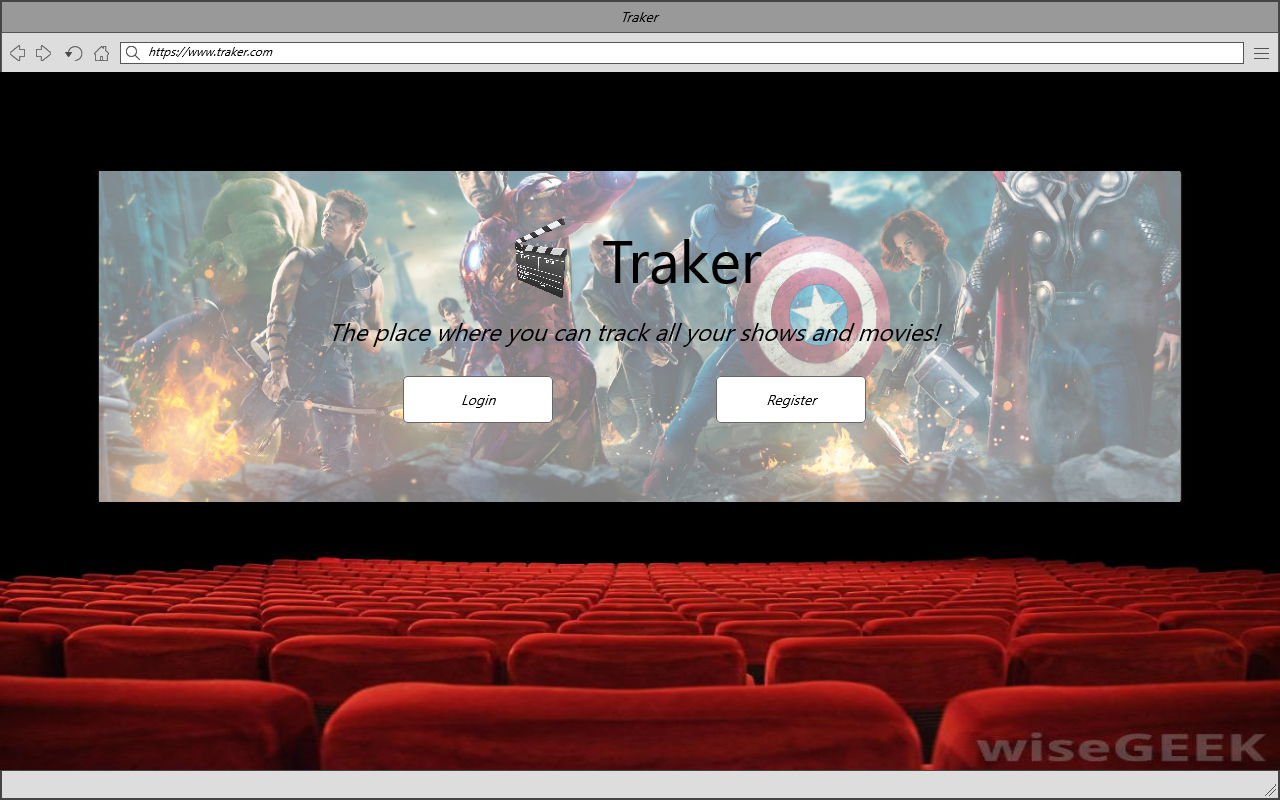 Traker
https://www.traker.com
Traker
The place where you can track all your shows and movies!
Login
Register
wiseGEEK